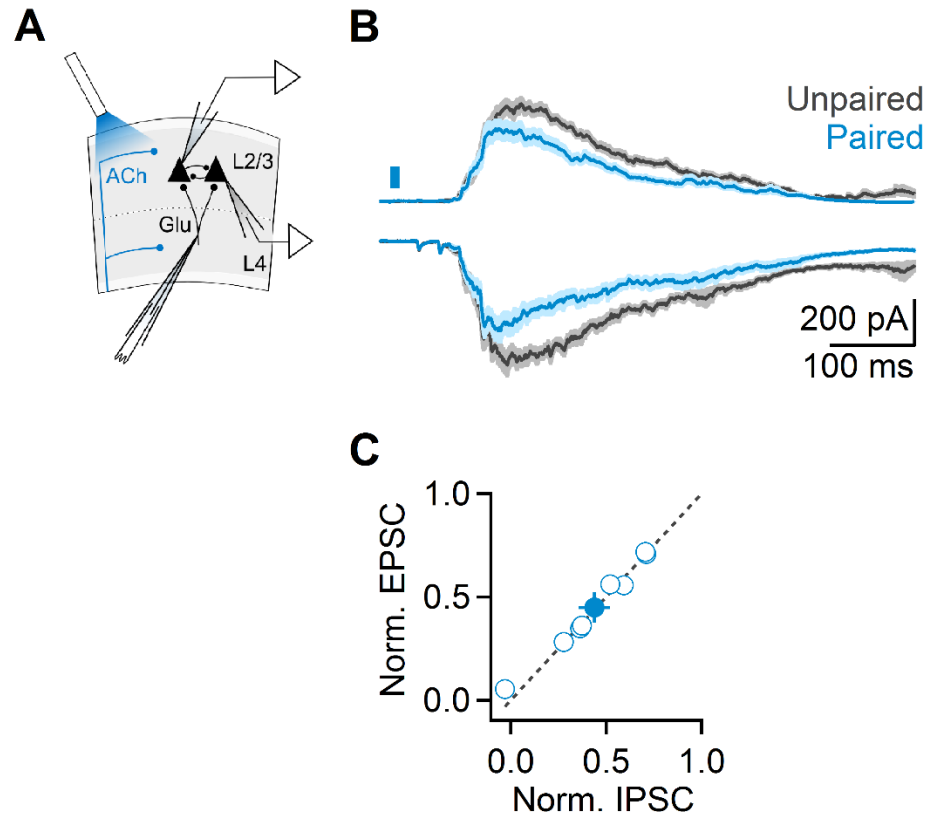 A
ACh
L2/3
Glu
L4
B
Unpaired
Paired
200 pA
100 ms
C
1.0
0.5
0.0
Norm. EPSC
0.0 0.5 1.0
Norm. IPSC